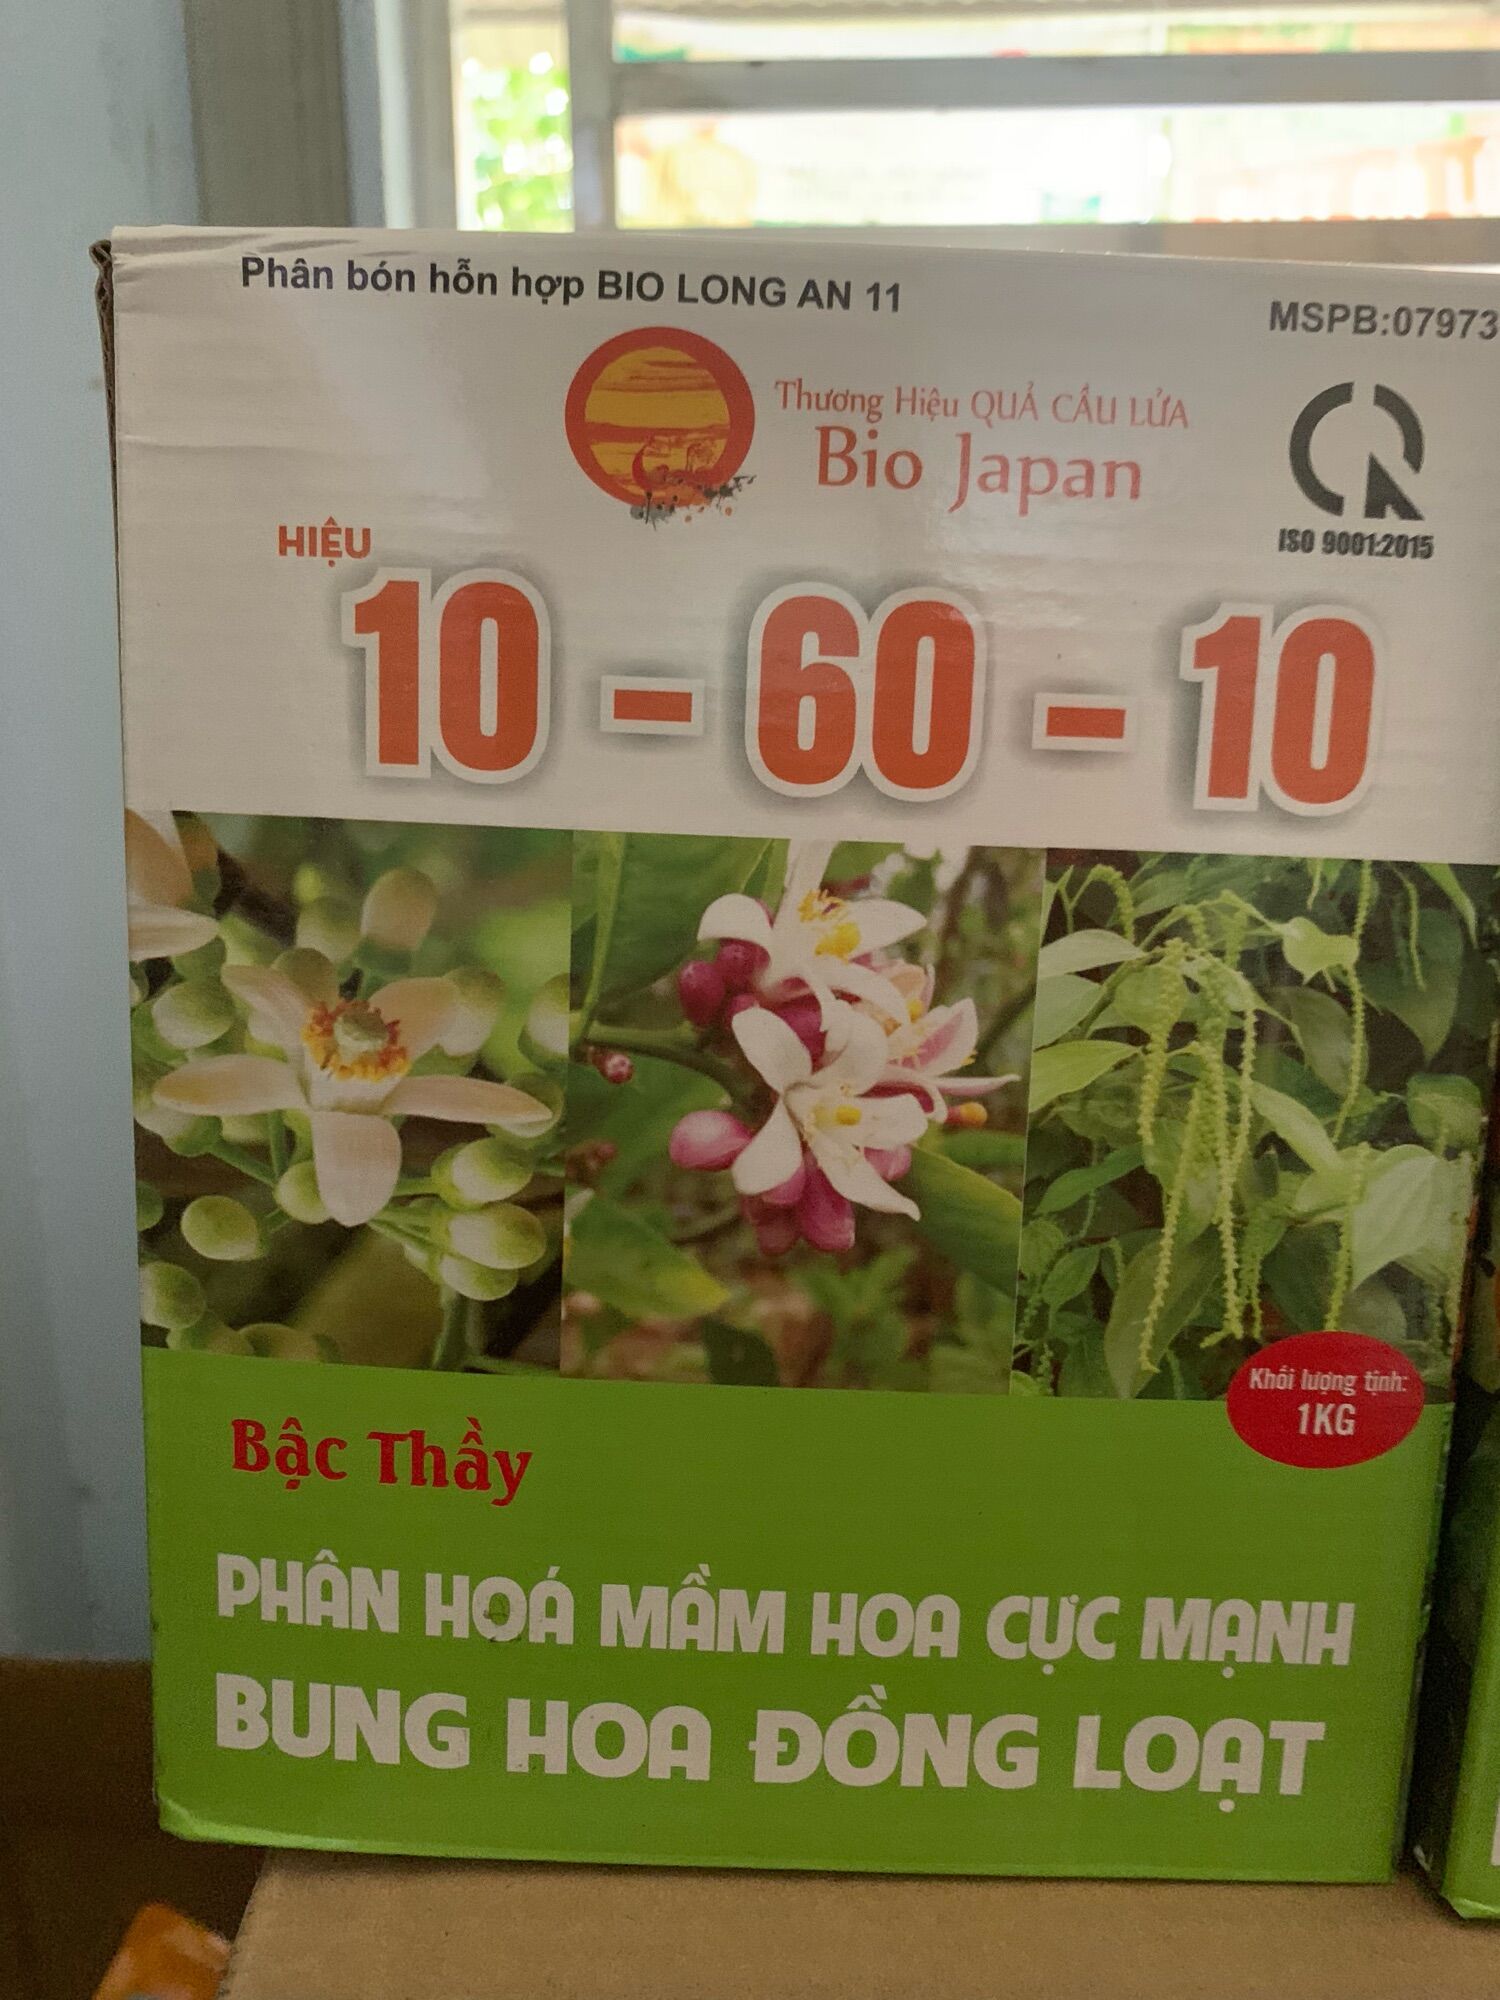 Phân bón hỗn hợp BIO LONG AN 11
MSPB:07973
Thương Hiệu QUẢ CẦU LỬA
Bio Japan
ISO 9001:2015
HIỆU
10 - 60 - 10
Khối lượng tịnh:
1KG
Bậc Thầy
PHÂN HOÁ MẦM HOA CỰC MẠNH
BUNG HOA ĐỒNG LOẠT